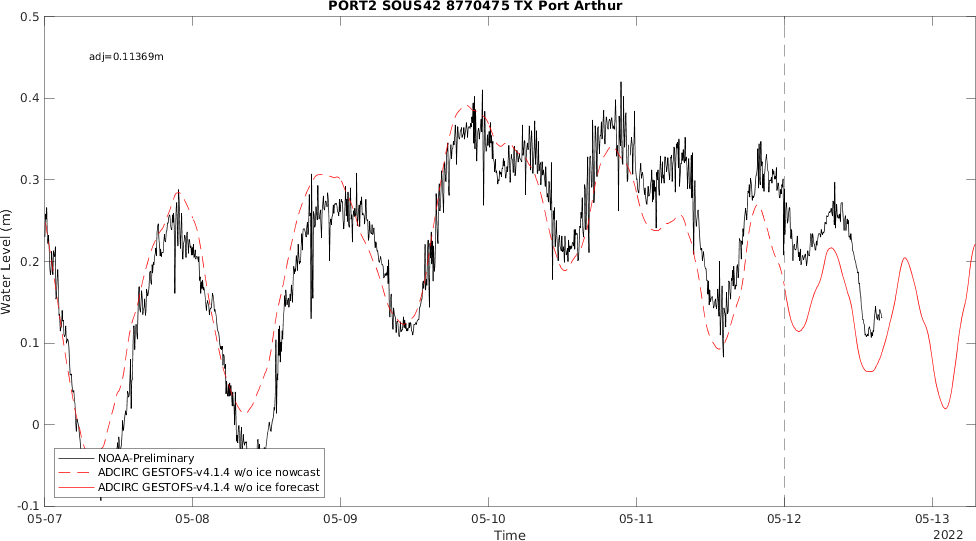 PORT2 SOUS42 8770475 TX Port Arthur
0.5
adj=0.11369m
0.4
0.3
Water Level (m)
0.2
0.1
0
NOAA-Preliminary
ADCIRC GESTOFS-v4.1.4 w/o ice nowcast
ADCIRC GESTOFS-v4.1.4 w/o ice forecast
-0.1
05-07 05-08 05-09 05-10 05-11 05-12 05-13
Time
2022